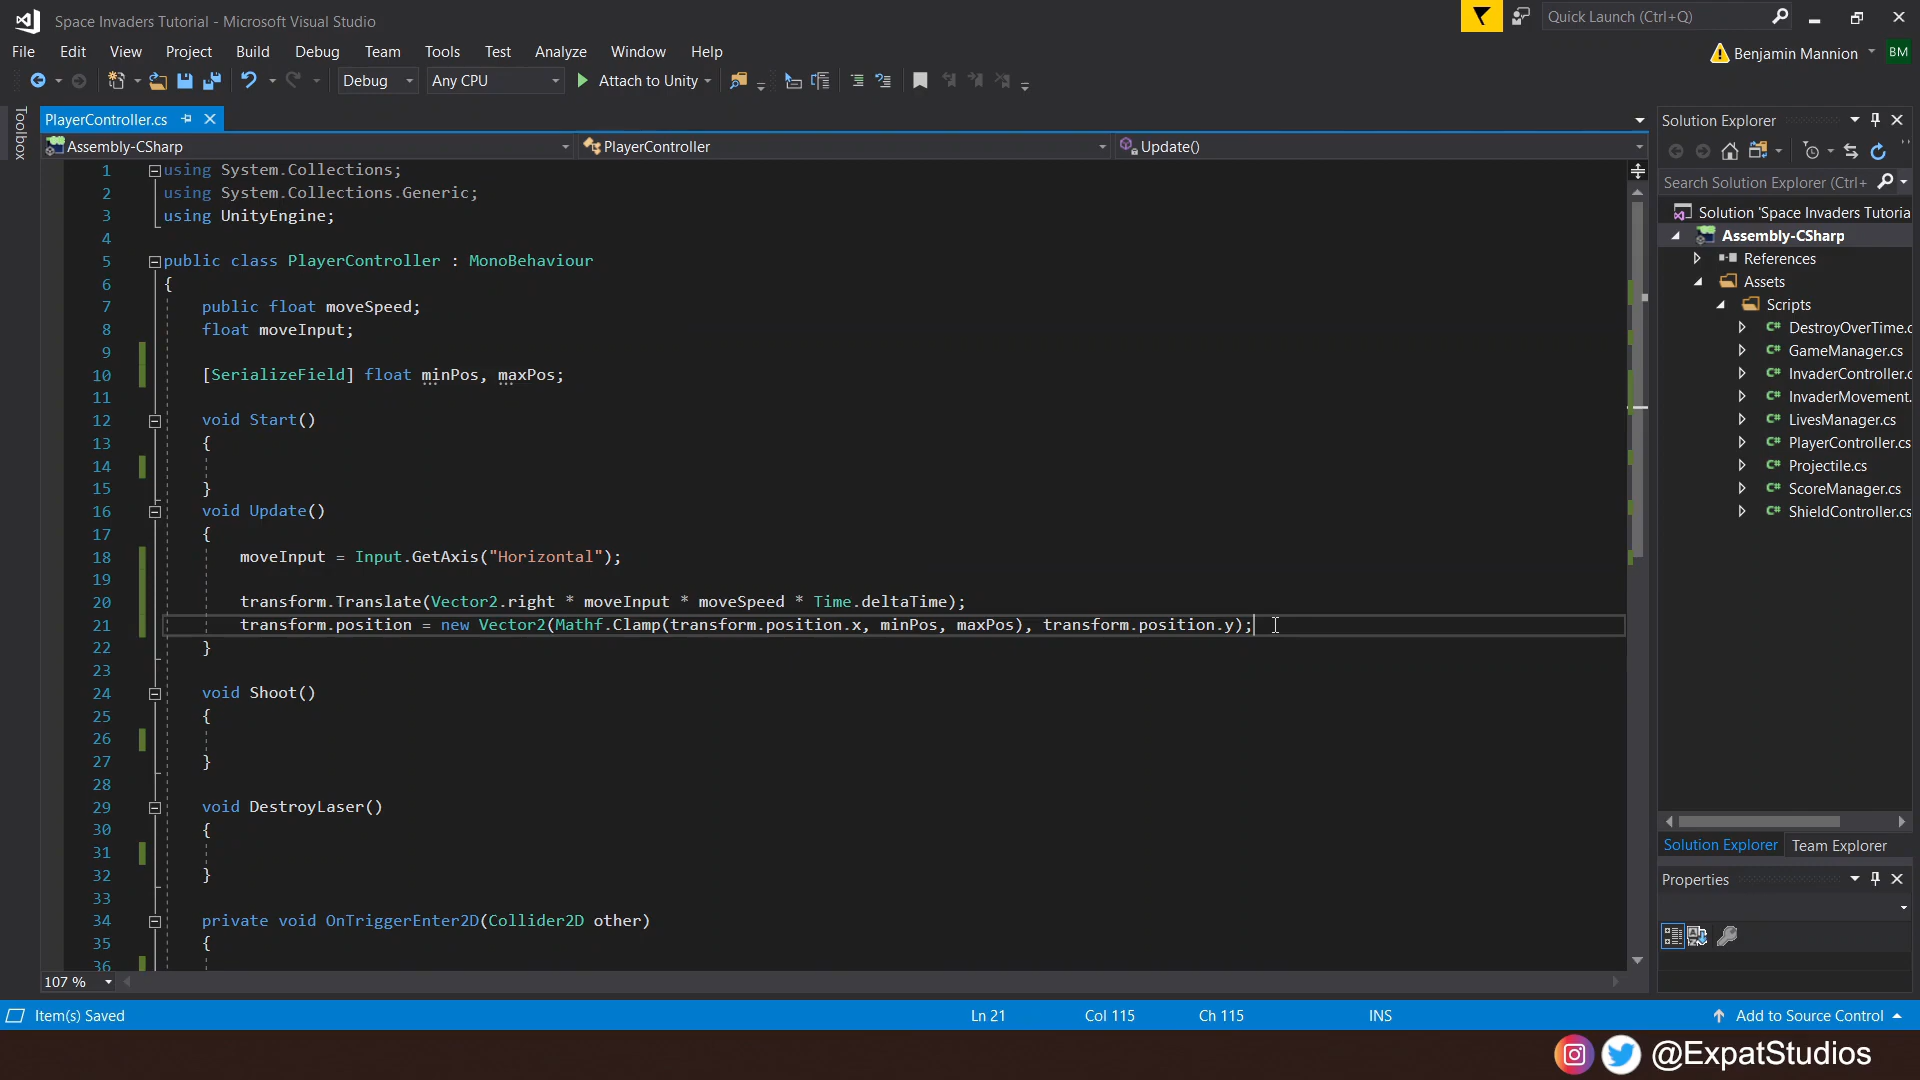 Space Invaders Tutorial - Microsoft Visual Studio
Quick Launch (Ctrl+Q)
File Edit View Project Build Debug Team Tools Test Analyze Window Help
Benjamin Mannion BM
Debug Any CPU Attach to Unity
Toolbox
PlayerController.cs
Assembly-CSharp PlayerController Update()
1 using System.Collections;
2 using System.Collections.Generic;
3 using UnityEngine;
4
5 public class PlayerController : MonoBehaviour
6 {
7 public float moveSpeed;
8 float moveInput;
9
10 [SerializeField] float minPos, maxPos;
11
12 void Start()
13 {
14
15 }
16 void Update()
17 {
18 moveInput = Input.GetAxis("Horizontal");
19
20 transform.Translate(Vector2.right * moveInput * moveSpeed * Time.deltaTime);
21 transform.position = new Vector2(Mathf.Clamp(transform.position.x, minPos, maxPos), transform.position.y);
22 }
23
24 void Shoot()
25 {
26
27 }
28
29 void DestroyLaser()
30 {
31
32 }
33
34 private void OnTriggerEnter2D(Collider2D other)
35 {
36
107 %
Solution Explorer
Search Solution Explorer (Ctrl+
Solution 'Space Invaders Tutoria
Assembly-CSharp
References
Assets
Scripts
C# DestroyOverTime.c
C# GameManager.cs
C# InvaderController.c
C# InvaderMovement.
C# LivesManager.cs
C# PlayerController.cs
C# Projectile.cs
C# ScoreManager.cs
C# ShieldController.cs
Solution Explorer Team Explorer
Properties
Item(s) Saved Ln 21 Col 115 Ch 115 INS Add to Source Control
@ExpatStudios